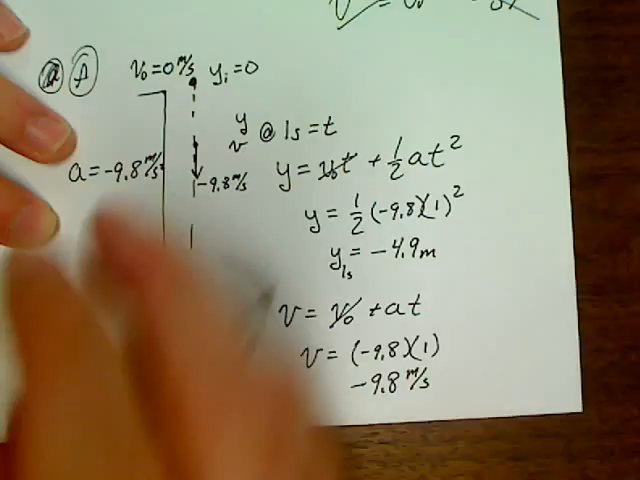 A v₀=0 m/s yᵢ=0
y
v @ 1s=t
a=-9.8 m/s²
-9.8 m/s
y = v₀t + ½at²
y = ½(-9.8)(1)²
y₁ₛ = -4.9m
v = v₀ + at
v = (-9.8)(1)
-9.8 m/s